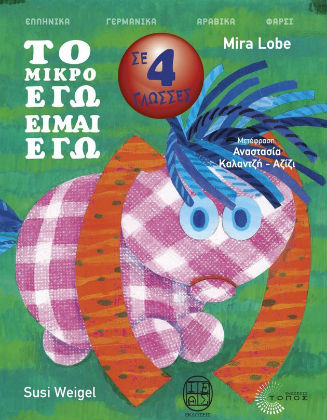 ΕΛΛΗΝΙΚΑ ΓΕΡΜΑΝΙΚΑ ΑΡΑΒΙΚΑ ΦΑΡΣΙ
ΤΟ
ΜΙΚΡΟ
ΕΓΩ
ΕΙΜΑΙ
ΕΓΩ
ΣΕ
4
ΓΛΩΣΣΕΣ
Mira Lobe
Μετάφραση
Αναστασία
Καλαντζή - Αζίζι
Susi Weigel
ΕΚΔΟΣΕΙΣ
ΕΚΔΟΣΕΙΣ
ΤΟΠΟΣ